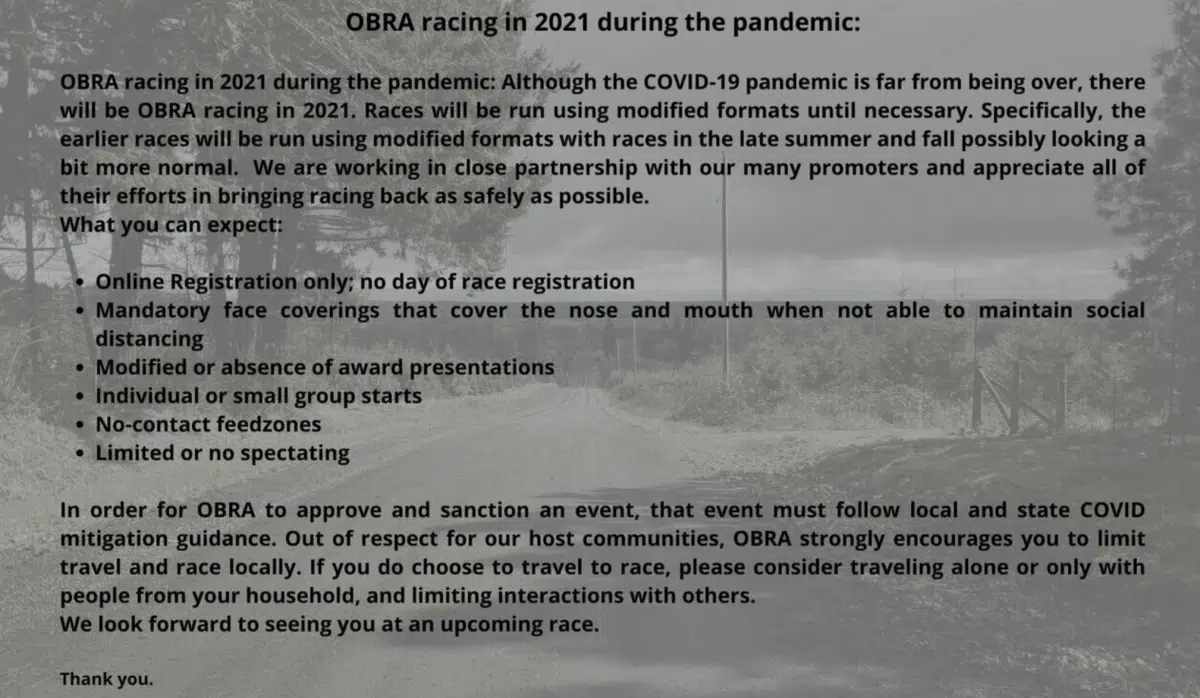 OBRA racing in 2021 during the pandemic:
OBRA racing in 2021 during the pandemic: Although the COVID-19 pandemic is far from being over, there
will be OBRA racing in 2021. Races will be run using modified formats until necessary. Specifically, the
earlier races will be run using modified formats with races in the late summer and fall possibly looking a
bit more normal. We are working in close partnership with our many promoters and appreciate all of
their efforts in bringing racing back as safely as possible.
What you can expect:
• Online Registration only; no day of race registration
• Mandatory face coverings that cover the nose and mouth when not able to maintain social
distancing
• Modified or absence of award presentations
• Individual or small group starts
• No-contact feedzones
• Limited or no spectating
In order for OBRA to approve and sanction an event, that event must follow local and state COVID
mitigation guidance. Out of respect for our host communities, OBRA strongly encourages you to limit
travel and race locally. If you do choose to travel to race, please consider traveling alone or only with
people from your household, and limiting interactions with others.
We look forward to seeing you at an upcoming race.
Thank you.